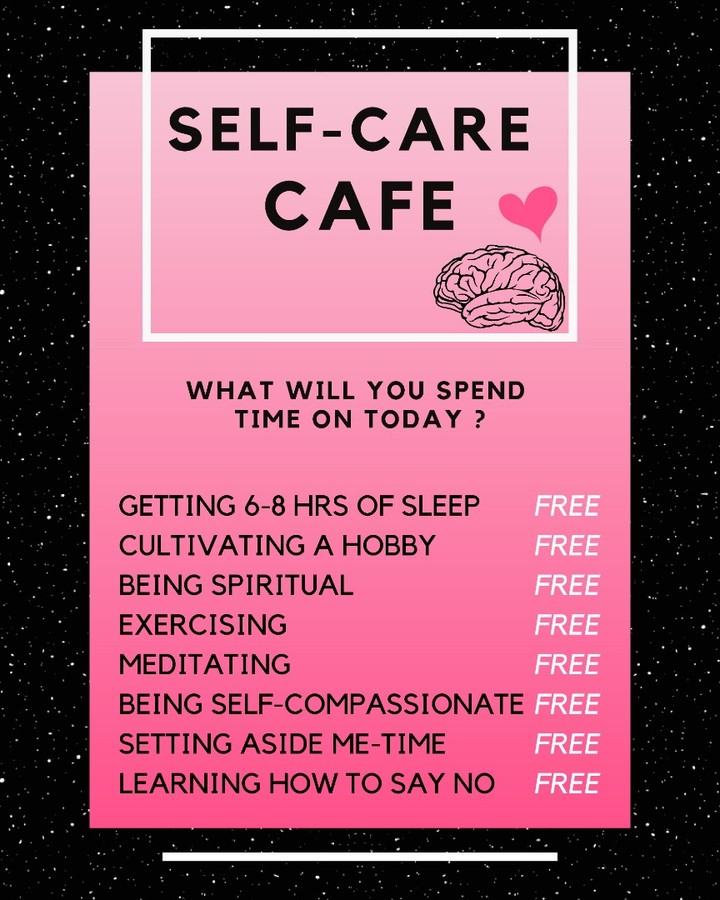 SELF-CARE
CAFE
WHAT WILL YOU SPEND
TIME ON TODAY ?
GETTING 6-8 HRS OF SLEEP FREE
CULTIVATING A HOBBY FREE
BEING SPIRITUAL FREE
EXERCISING FREE
MEDITATING FREE
BEING SELF-COMPASSIONATE FREE
SETTING ASIDE ME-TIME FREE
LEARNING HOW TO SAY NO FREE